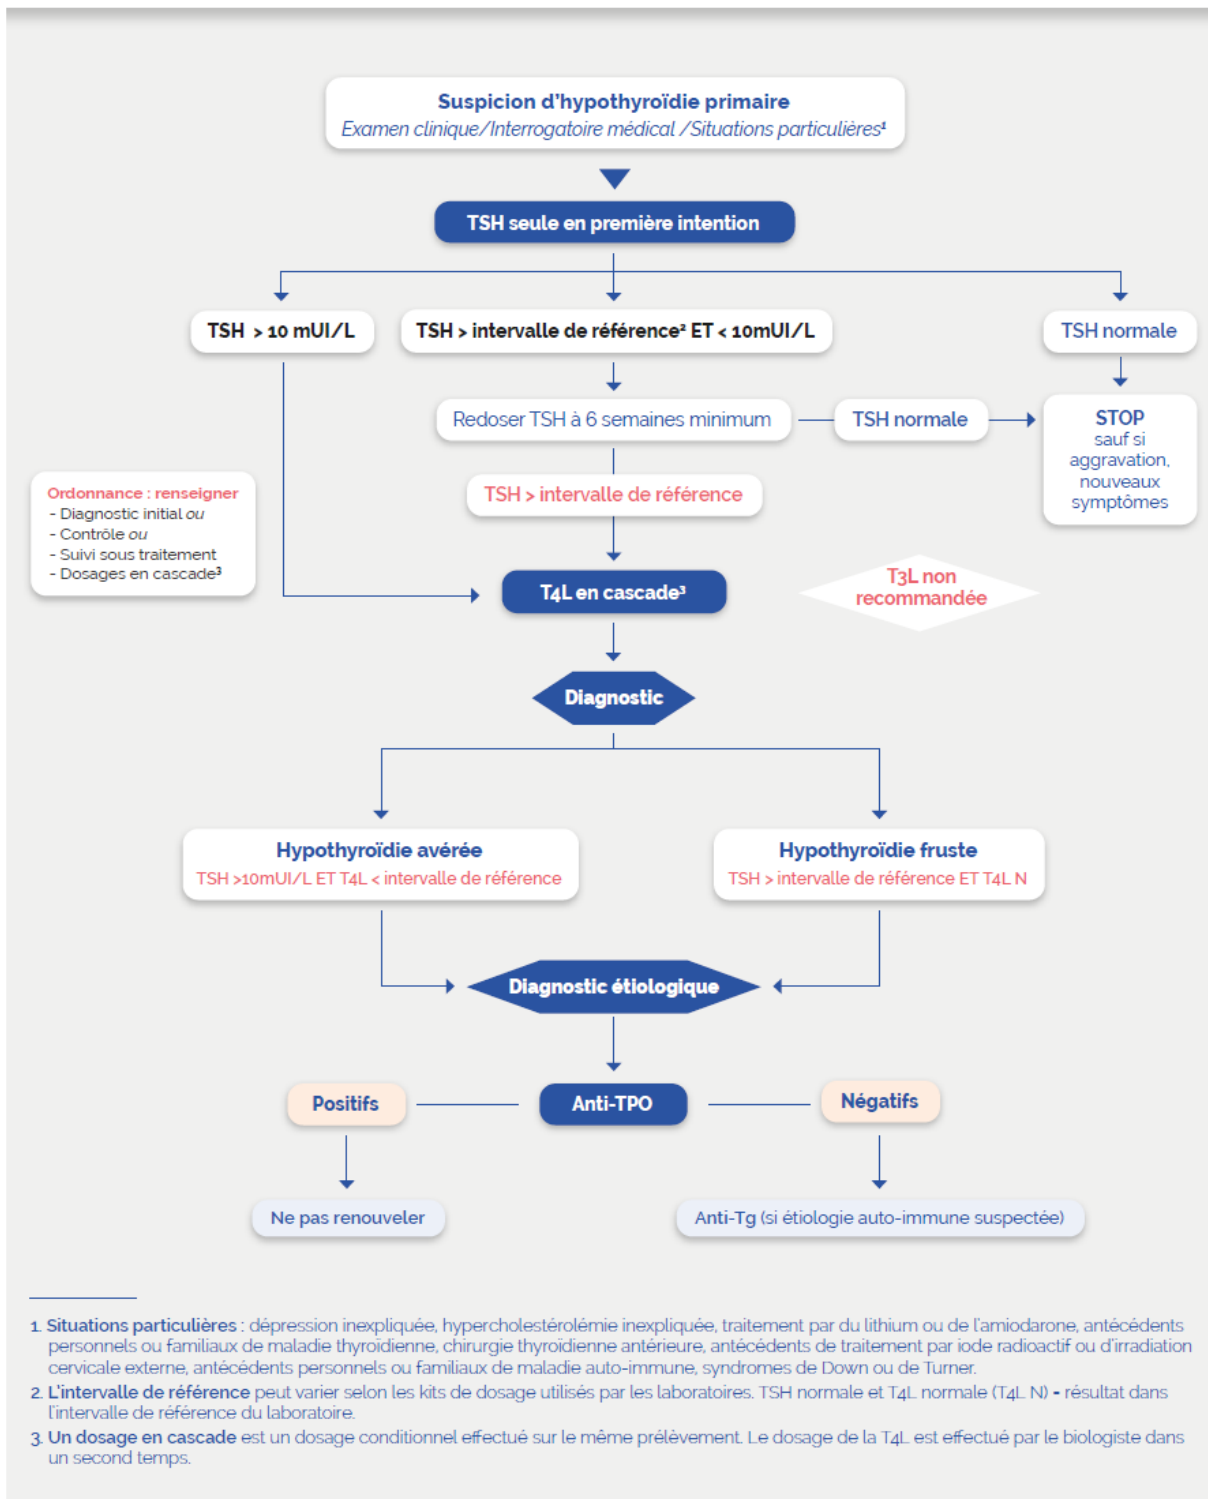 Suspicion d'hypothyroïdie primaire
Examen clinique/Interrogatoire médical /Situations particulières¹
TSH seule en première intention
TSH > 10 mUI/L
TSH > intervalle de référence² ET < 10mUI/L
TSH normale
Redoser TSH à 6 semaines minimum
TSH normale
STOP
sauf si
aggravation,
nouveaux
symptômes
Ordonnance : renseigner
- Diagnostic initial ou
- Contrôle ou
- Suivi sous traitement
- Dosages en cascade³
TSH > intervalle de référence
T4L en cascade³
T3L non
recommandée
Diagnostic
Hypothyroïdie avérée
TSH >10mUI/L ET T4L < intervalle de référence
Hypothyroïdie fruste
TSH > intervalle de référence ET T4L N
Diagnostic étiologique
Positifs
Anti-TPO
Négatifs
Ne pas renouveler
Anti-Tg (si étiologie auto-immune suspectée)
1. Situations particulières : dépression inexpliquée, hypercholestérolémie inexpliquée, traitement par du lithium ou de l'amiodarone, antécédents
personnels ou familiaux de maladie thyroïdienne, chirurgie thyroïdienne antérieure, antécédents de traitement par iode radioactif ou d'irradiation
cervicale externe, antécédents personnels ou familiaux de maladie auto-immune, syndromes de Down ou de Turner.
2. L'intervalle de référence peut varier selon les kits de dosage utilisés par les laboratoires. TSH normale et T4L normale (T4L N) = résultat dans
l'intervalle de référence du laboratoire.
3. Un dosage en cascade est un dosage conditionnel effectué sur le même prélèvement. Le dosage de la T4L est effectué par le biologiste dans
un second temps.